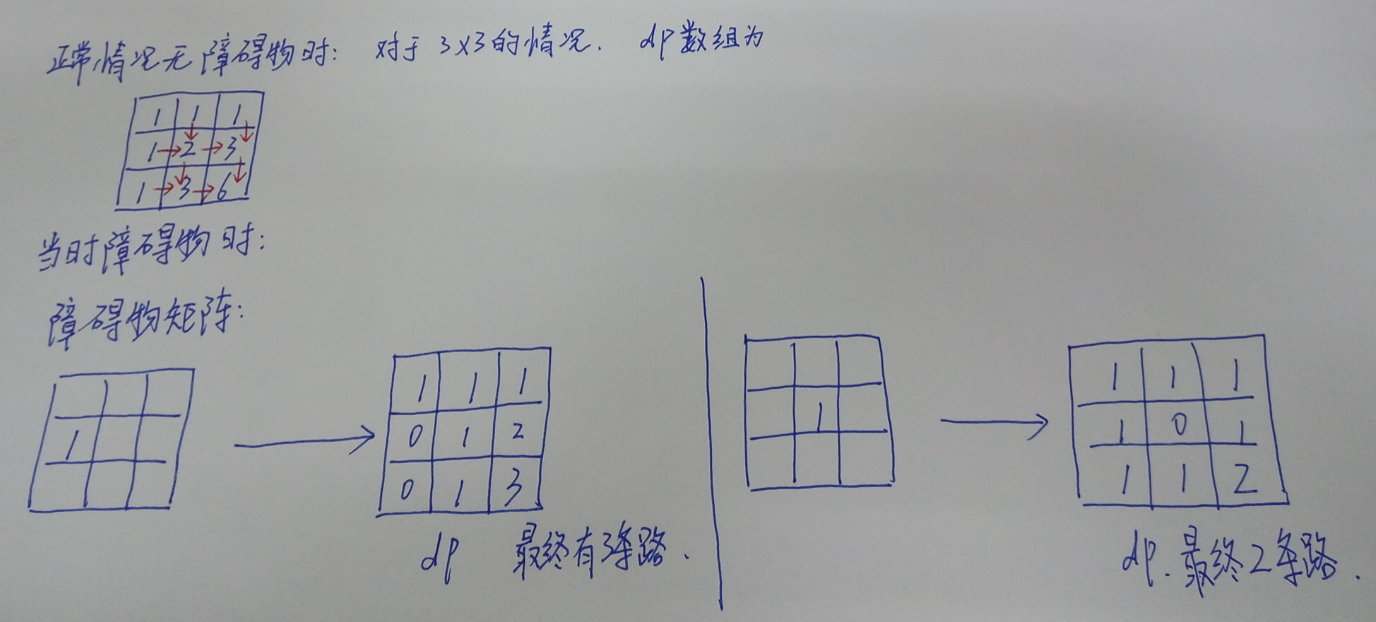 正常情况无障碍物时: 对于3×3的情况. dp数组为
1 1 1
1→2→3
1→3→6
当时障碍物时:
障碍物矩阵:
1
1 1 1
0 1 2
0 1 3
dp 最终有3条路.
1
1 1 1
1 0 1
1 1 2
dp. 最终2条路.